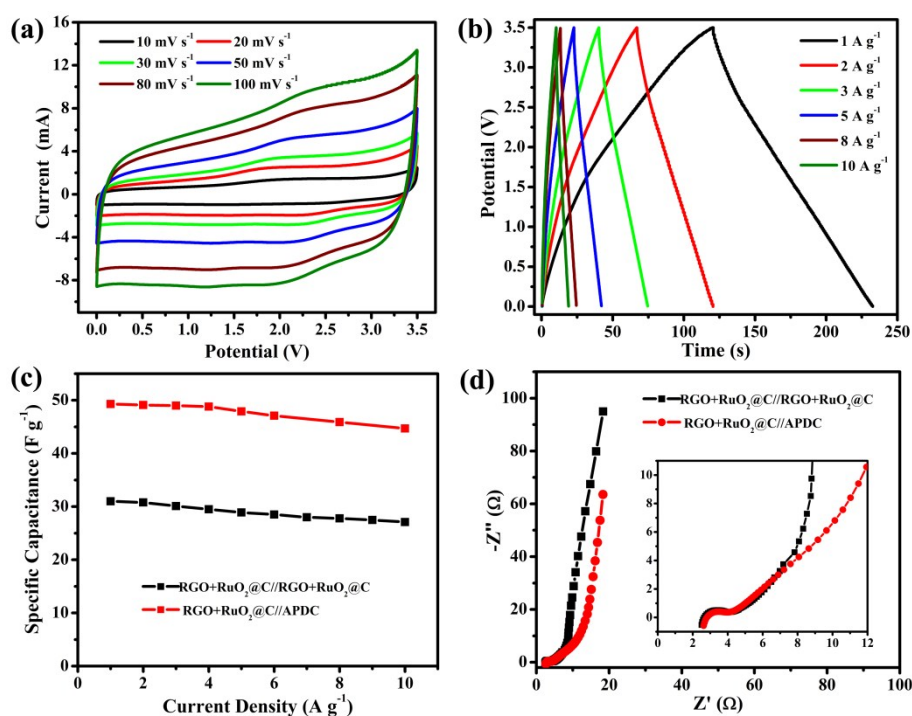 (a)
10 mV s⁻¹ 20 mV s⁻¹
30 mV s⁻¹ 50 mV s⁻¹
80 mV s⁻¹ 100 mV s⁻¹
16
12
8
4
0
-4
-8
Current (mA)
0.0 0.5 1.0 1.5 2.0 2.5 3.0 3.5
Potential (V)
(b)
1 A g⁻¹
2 A g⁻¹
3 A g⁻¹
5 A g⁻¹
8 A g⁻¹
10 A g⁻¹
3.5
3.0
2.5
2.0
1.5
1.0
0.5
0.0
Potential (V)
0 50 100 150 200 250
Time (s)
(c)
50
40
30
20
10
0
Specific Capacitance (F g⁻¹)
RGO+RuO₂@C//RGO+RuO₂@C
RGO+RuO₂@C//APDC
0 2 4 6 8 10
Current Density (A g⁻¹)
(d)
100
80
60
40
20
0
-Z'' (Ω)
RGO+RuO₂@C//RGO+RuO₂@C
RGO+RuO₂@C//APDC
10
8
6
4
2
0
0 2 4 6 8 10 12
0 20 40 60 80 100
Z' (Ω)